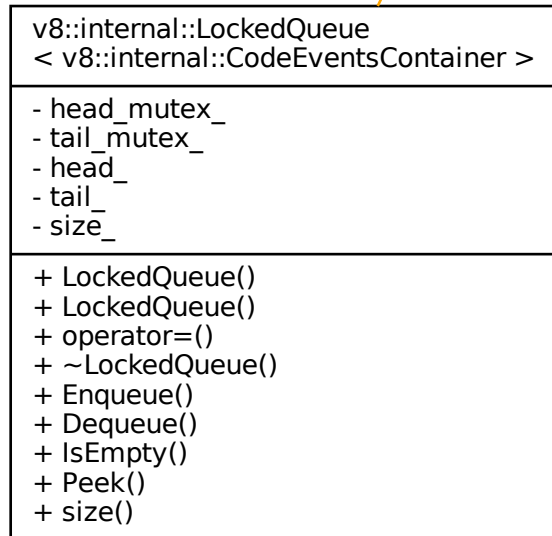 v8::internal::LockedQueue
< v8::internal::CodeEventsContainer >
- head_mutex_
- tail_mutex_
- head_
- tail_
- size_
+ LockedQueue()
+ LockedQueue()
+ operator=()
+ ~LockedQueue()
+ Enqueue()
+ Dequeue()
+ IsEmpty()
+ Peek()
+ size()